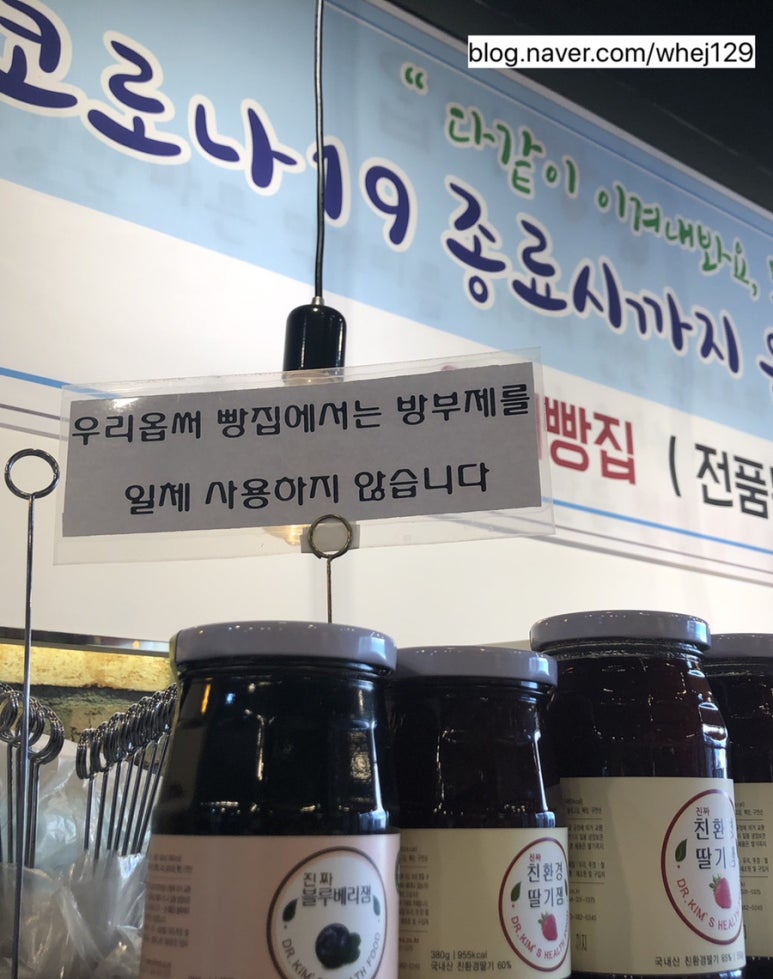 blog.naver.com/whej129
“ 다같이 이겨내봐요,
코로나19 종료시까지
빵집 ( 전품
우리옵써 빵집에서는 방부제를
일체 사용하지 않습니다
진짜
블루베리잼
DR.KIM'S HEALTH FOOD
진짜
친환경
딸기잼
DR.KIM'S HEALTH
380g | 955kcal
국내산 친환경딸기 60%
진짜
친환경
딸기
DR.KIM'S HEALTH
국내산 친환경딸기 60%